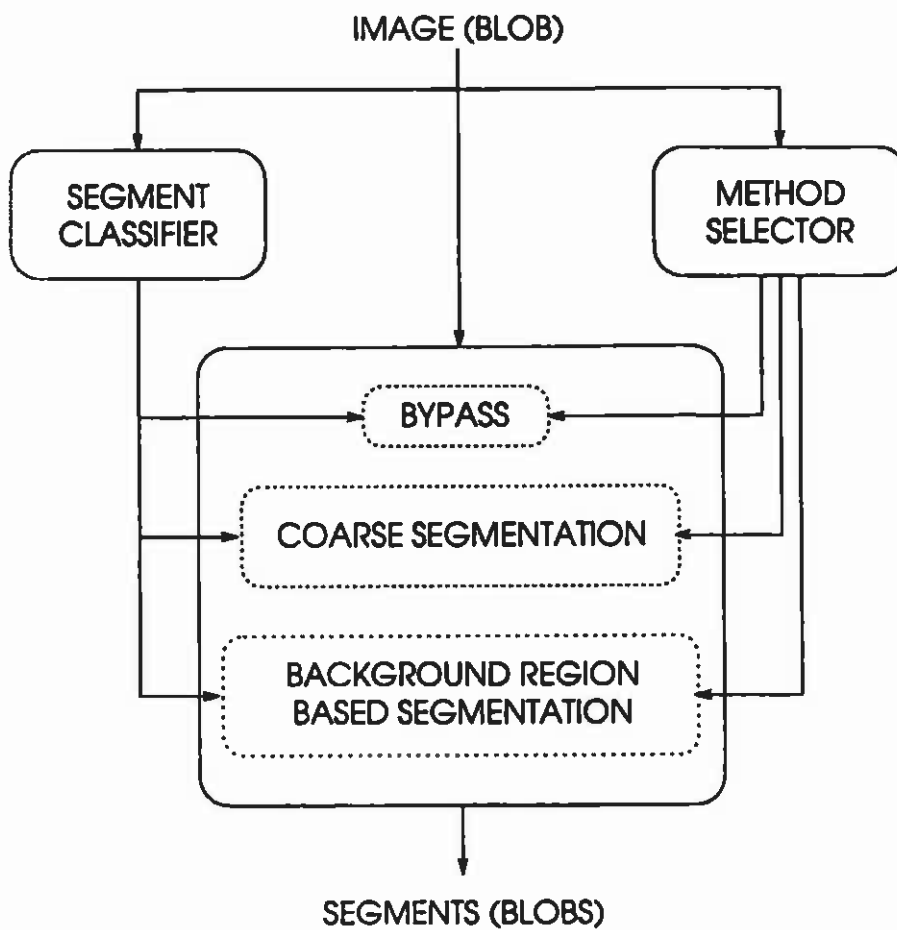 IMAGE (BLOB)
SEGMENT
CLASSIFIER
METHOD
SELECTOR
BYPASS
COARSE SEGMENTATION
BACKGROUND REGION
BASED SEGMENTATION
SEGMENTS (BLOBS)